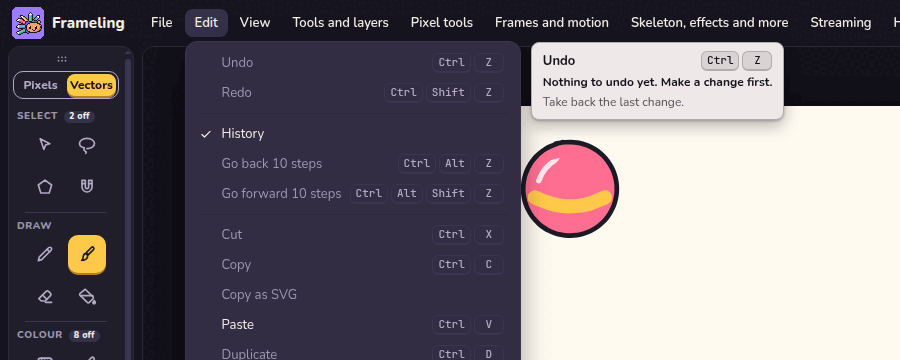 Frameling File Edit View Tools and layers Pixel tools Frames and motion Skeleton, effects and more Streaming
Pixels Vectors
SELECT 2 off
DRAW
COLOUR 8 off
Undo Ctrl Z
Redo Ctrl Shift Z
History
Go back 10 steps Ctrl Alt Z
Go forward 10 steps Ctrl Alt Shift Z
Cut Ctrl X
Copy Ctrl C
Copy as SVG
Paste Ctrl V
Duplicate Ctrl D
Undo Ctrl Z
Nothing to undo yet. Make a change first.
Take back the last change.